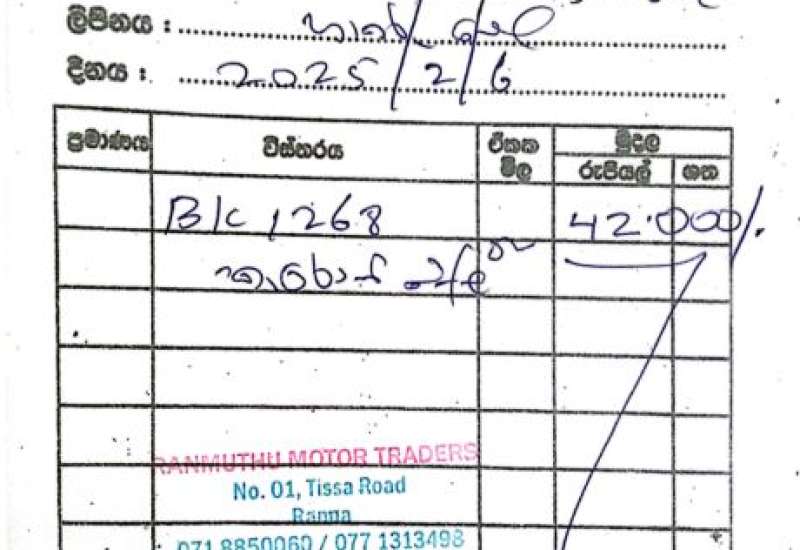 ලිපිනය :
දිනය : 2025/2/6
ප්‍රමාණය විස්තරය ඒකක මිල මුදල
රුපියල් ශත
BK 1268 42.000/.
RANMUTHU MOTOR TRADERS
No. 01, Tissa Road
Ranna
071 8850060 / 077 1313498